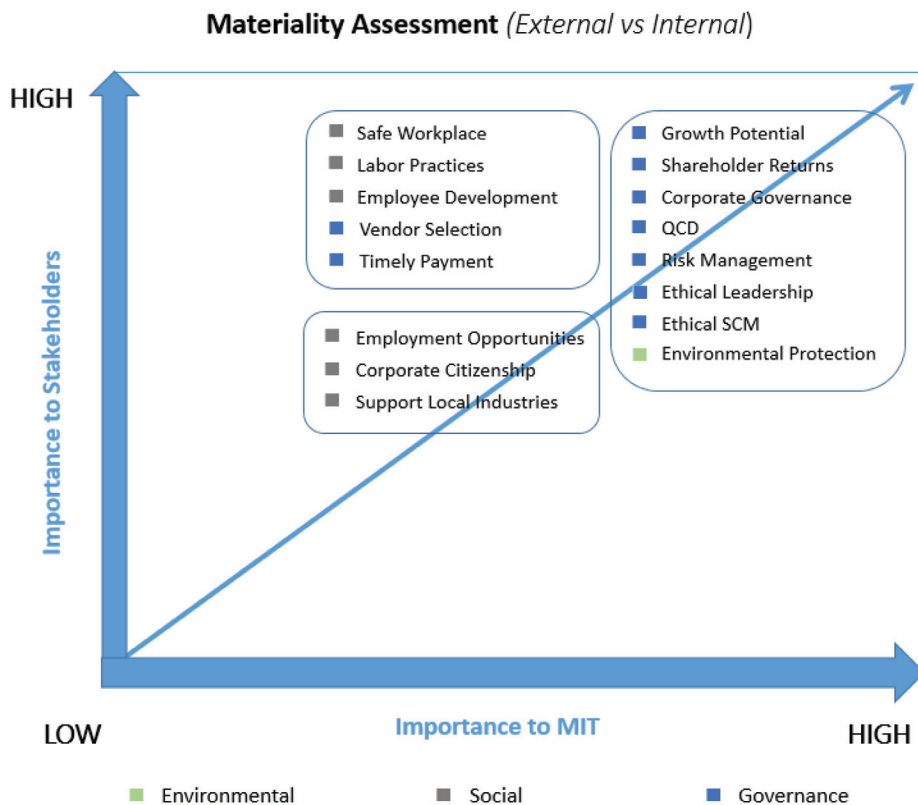 Materiality Assessment (External vs Internal)
HIGH
Importance to Stakeholders
Safe Workplace
Labor Practices
Employee Development
Vendor Selection
Timely Payment
Employment Opportunities
Corporate Citizenship
Support Local Industries
Growth Potential
Shareholder Returns
Corporate Governance
QCD
Risk Management
Ethical Leadership
Ethical SCM
Environmental Protection
LOW
Importance to MIT
HIGH
Environmental
Social
Governance